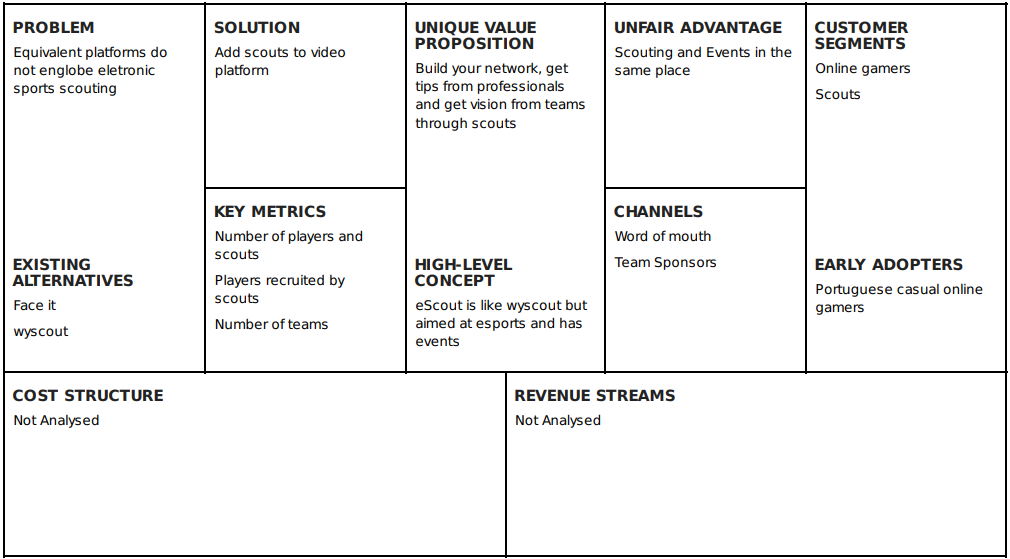 PROBLEM
Equivalent platforms do
not englobe eletronic
sports scouting
EXISTING
ALTERNATIVES
Face it
wyscout
SOLUTION
Add scouts to video
platform
KEY METRICS
Number of players and
scouts
Players recruited by
scouts
Number of teams
UNIQUE VALUE
PROPOSITION
Build your network, get
tips from professionals
and get vision from teams
through scouts
HIGH-LEVEL
CONCEPT
eScout is like wyscout but
aimed at esports and has
events
UNFAIR ADVANTAGE
Scouting and Events in the
same place
CHANNELS
Word of mouth
Team Sponsors
CUSTOMER
SEGMENTS
Online gamers
Scouts
EARLY ADOPTERS
Portuguese casual online
gamers
COST STRUCTURE
Not Analysed
REVENUE STREAMS
Not Analysed